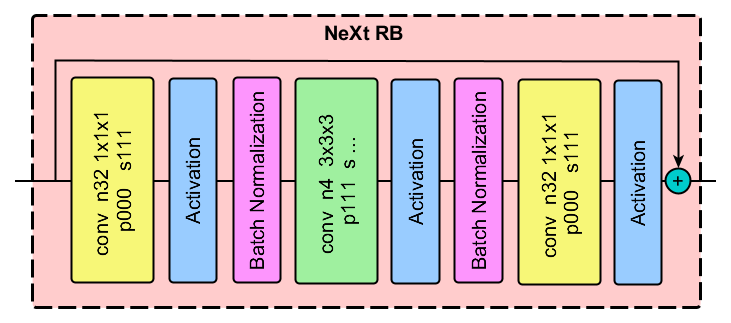 NeXt RB
conv n32 1x1x1
p000 s111
Activation
Batch Normalization
conv n4 3x3x3
p111 s ...
Activation
Batch Normalization
conv n32 1x1x1
p000 s111
Activation
+